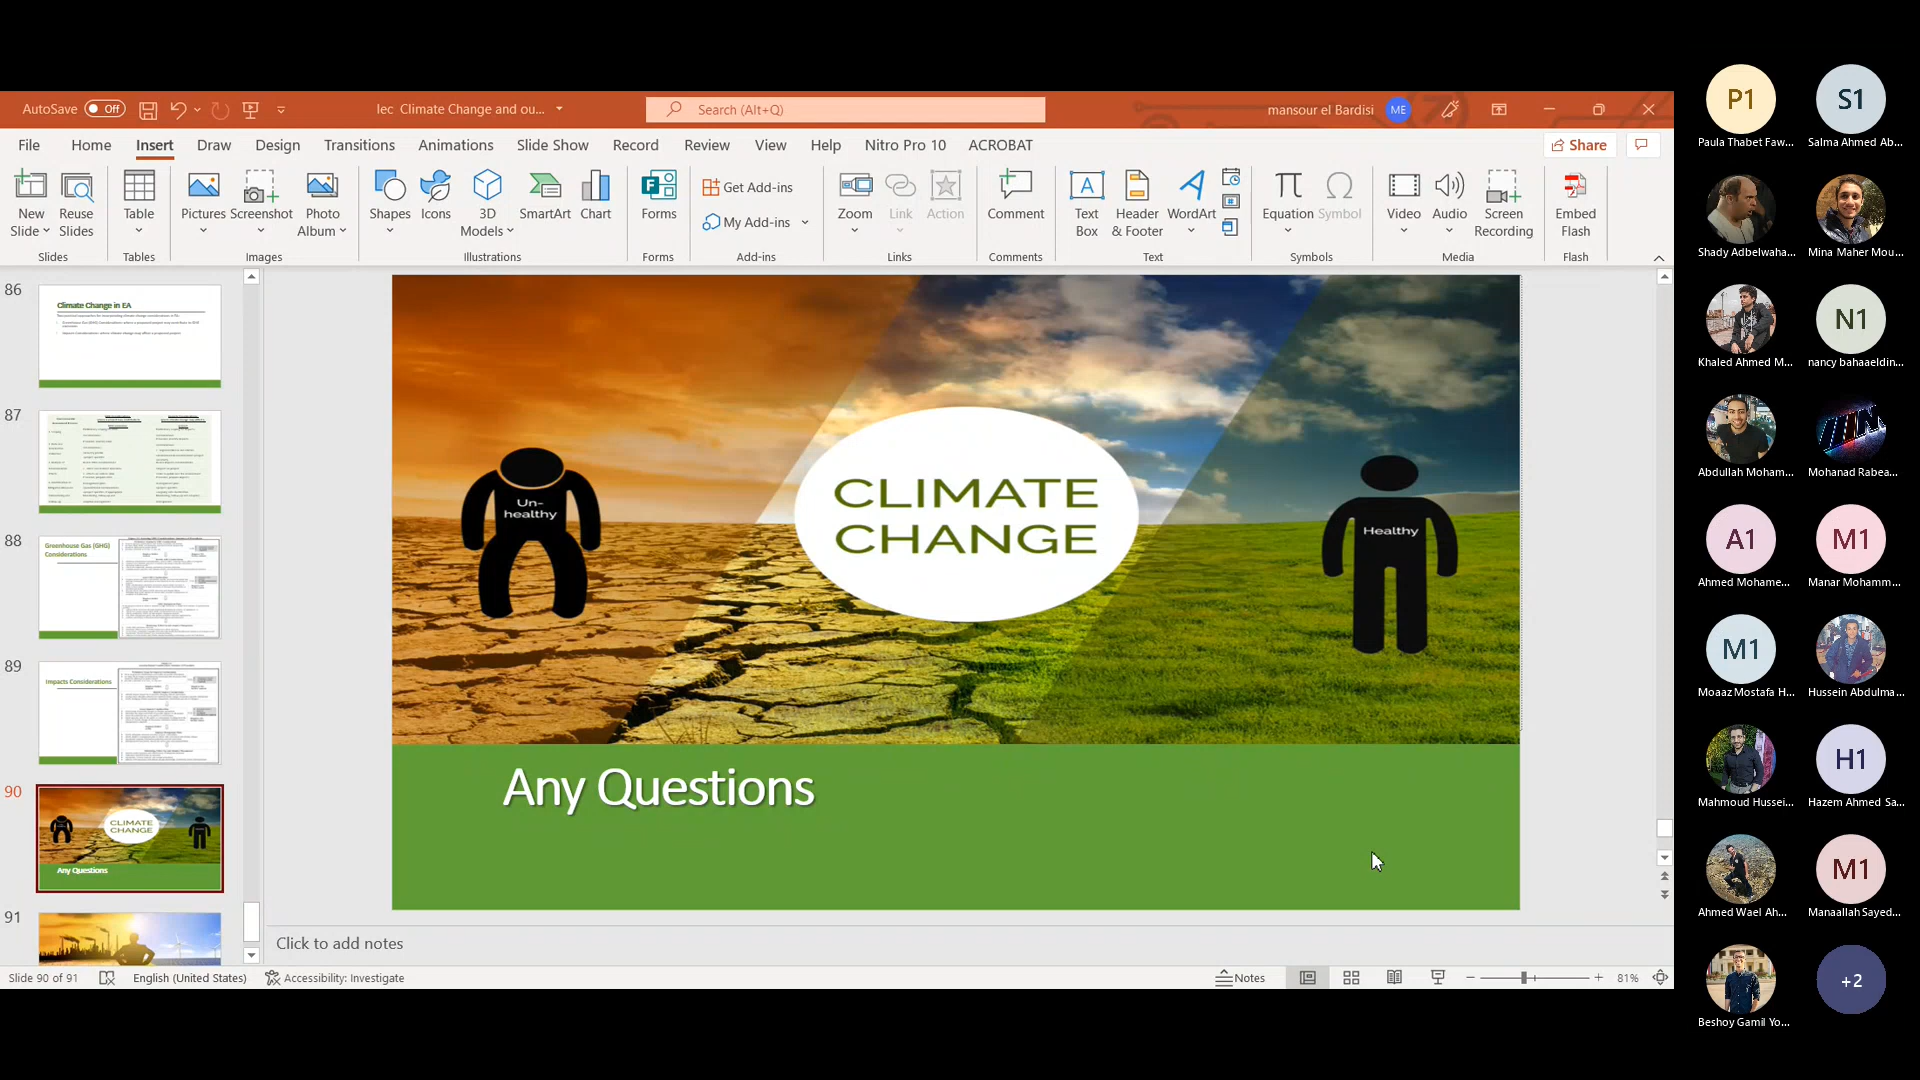 AutoSave Off
lec Climate Change and ou...
Search (Alt+Q)
mansour el Bardisi ME
File Home Insert Draw Design Transitions Animations Slide Show Record Review View Help Nitro Pro 10 ACROBAT
Share
New Slide
Reuse Slides
Table
Pictures
Screenshot
Photo Album
Shapes
Icons
3D Models
SmartArt
Chart
Forms
Get Add-ins
My Add-ins
Zoom
Link
Action
Comment
Text Box
Header & Footer
WordArt
Equation
Symbol
Video
Audio
Screen Recording
Embed Flash
Slides Tables Images Illustrations Forms Add-ins Links Comments Text Symbols Media Flash
86
Climate Change in EA
87
88
Greenhouse Gas (GHG)
Considerations
89
Impacts Considerations
90
CLIMATE
CHANGE
Any Questions
91
Un-
healthy
CLIMATE
CHANGE
Healthy
Any Questions
Click to add notes
Slide 90 of 91
English (United States)
Accessibility: Investigate
Notes
81%
P1
Paula Thabet Faw...
S1
Salma Ahmed Ab...
Shady Adbelwaha...
Mina Maher Mou...
Khaled Ahmed M...
N1
nancy bahaaeldin...
Abdullah Moham...
Mohanad Rabea...
A1
Ahmed Mohame...
M1
Manar Mohamm...
M1
Moaaz Mostafa H...
Hussein Abdulma...
Mahmoud Hussei...
H1
Hazem Ahmed Sa...
Ahmed Wael Ah...
M1
Manaallah Sayed...
Beshoy Gamil Yo...
+2